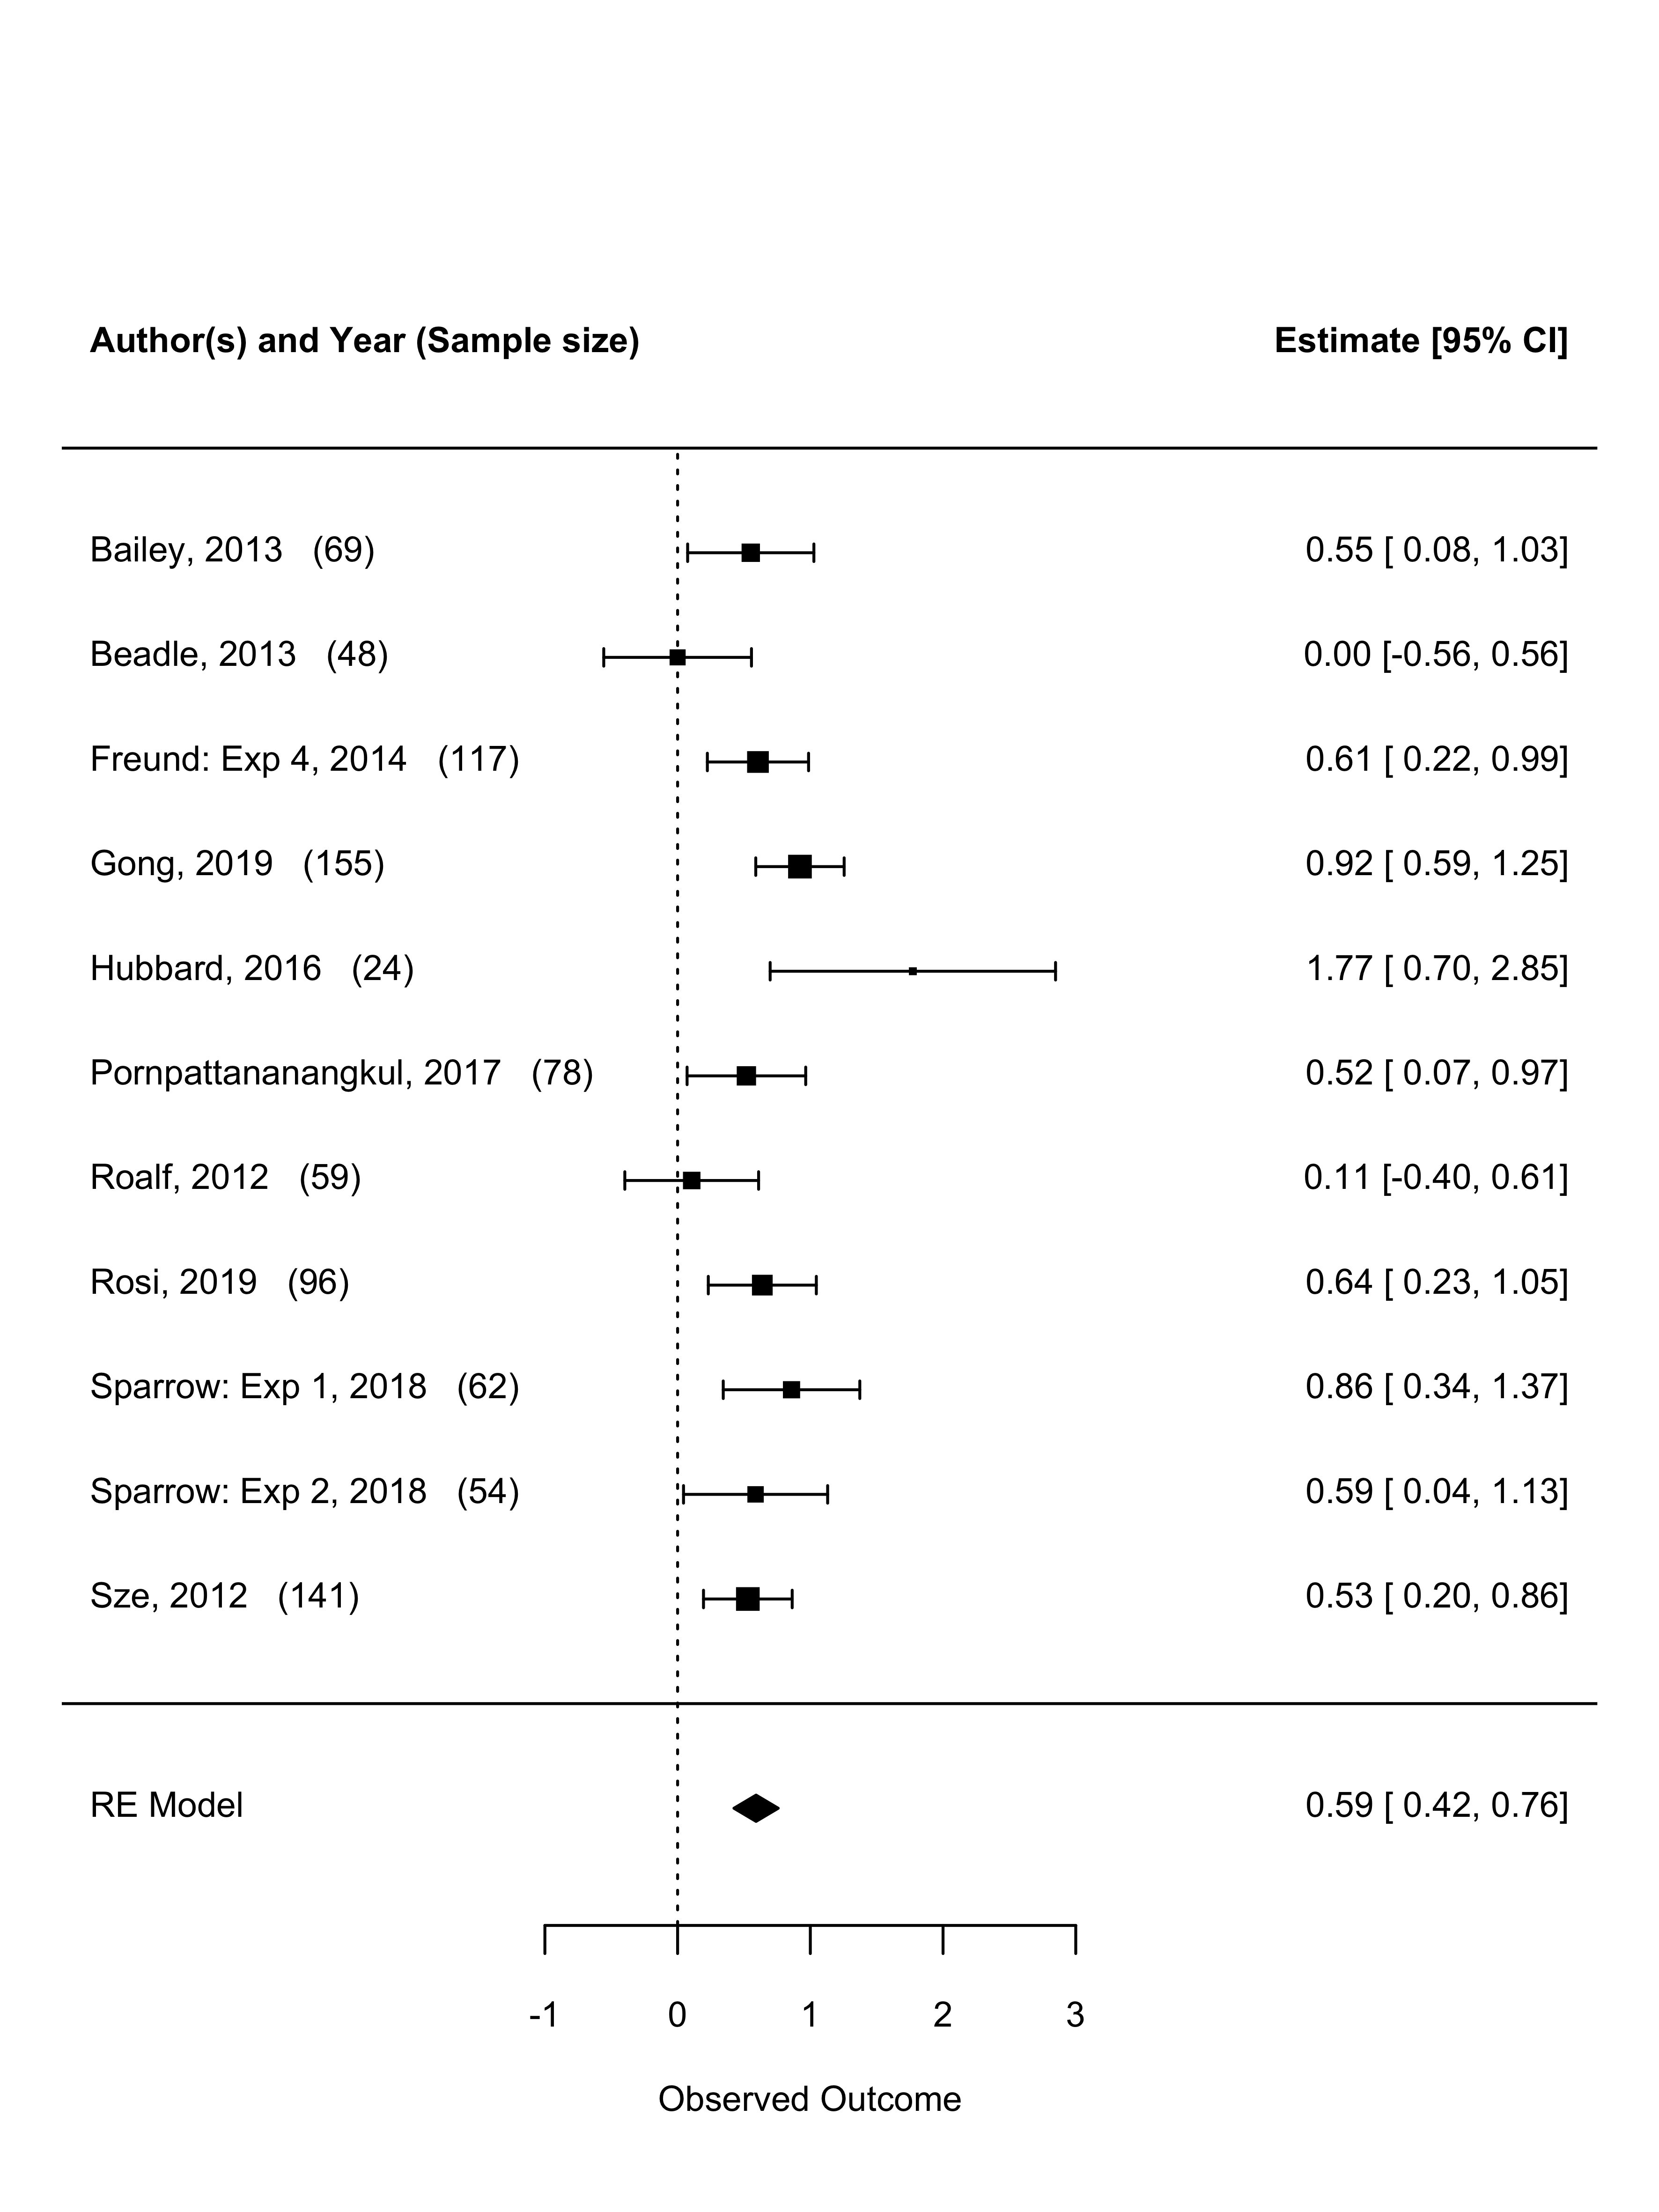 Author(s) and Year (Sample size) Estimate [95% CI]
Bailey, 2013 (69) 0.55 [ 0.08, 1.03]
Beadle, 2013 (48) 0.00 [-0.56, 0.56]
Freund: Exp 4, 2014 (117) 0.61 [ 0.22, 0.99]
Gong, 2019 (155) 0.92 [ 0.59, 1.25]
Hubbard, 2016 (24) 1.77 [ 0.70, 2.85]
Pornpattananangkul, 2017 (78) 0.52 [ 0.07, 0.97]
Roalf, 2012 (59) 0.11 [-0.40, 0.61]
Rosi, 2019 (96) 0.64 [ 0.23, 1.05]
Sparrow: Exp 1, 2018 (62) 0.86 [ 0.34, 1.37]
Sparrow: Exp 2, 2018 (54) 0.59 [ 0.04, 1.13]
Sze, 2012 (141) 0.53 [ 0.20, 0.86]
RE Model 0.59 [ 0.42, 0.76]
-1 0 1 2 3
Observed Outcome